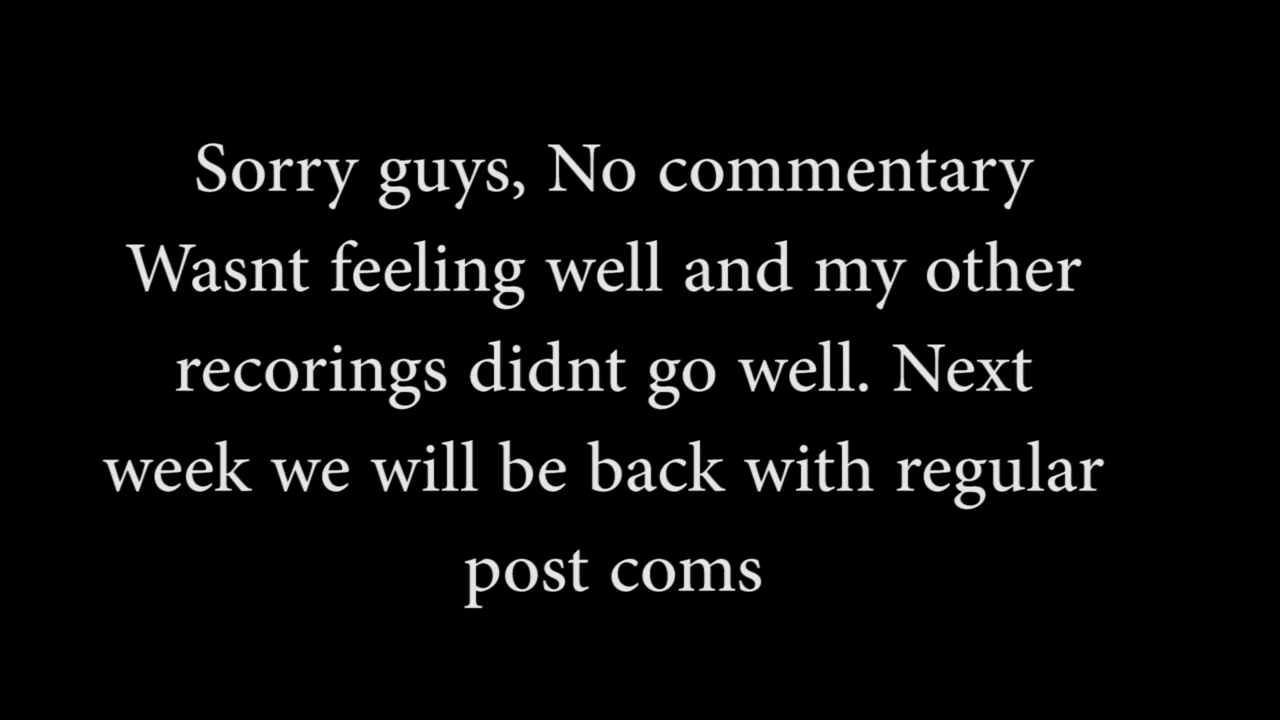 Sorry guys, No commentary
Wasnt feeling well and my other
recorings didnt go well. Next
week we will be back with regular
post coms